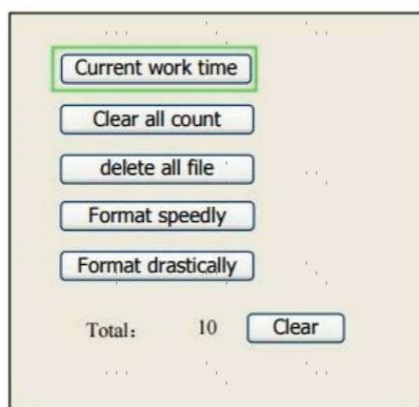 Current work time
Clear all count
delete all file
Format speedly
Format drastically
Total: 10 Clear